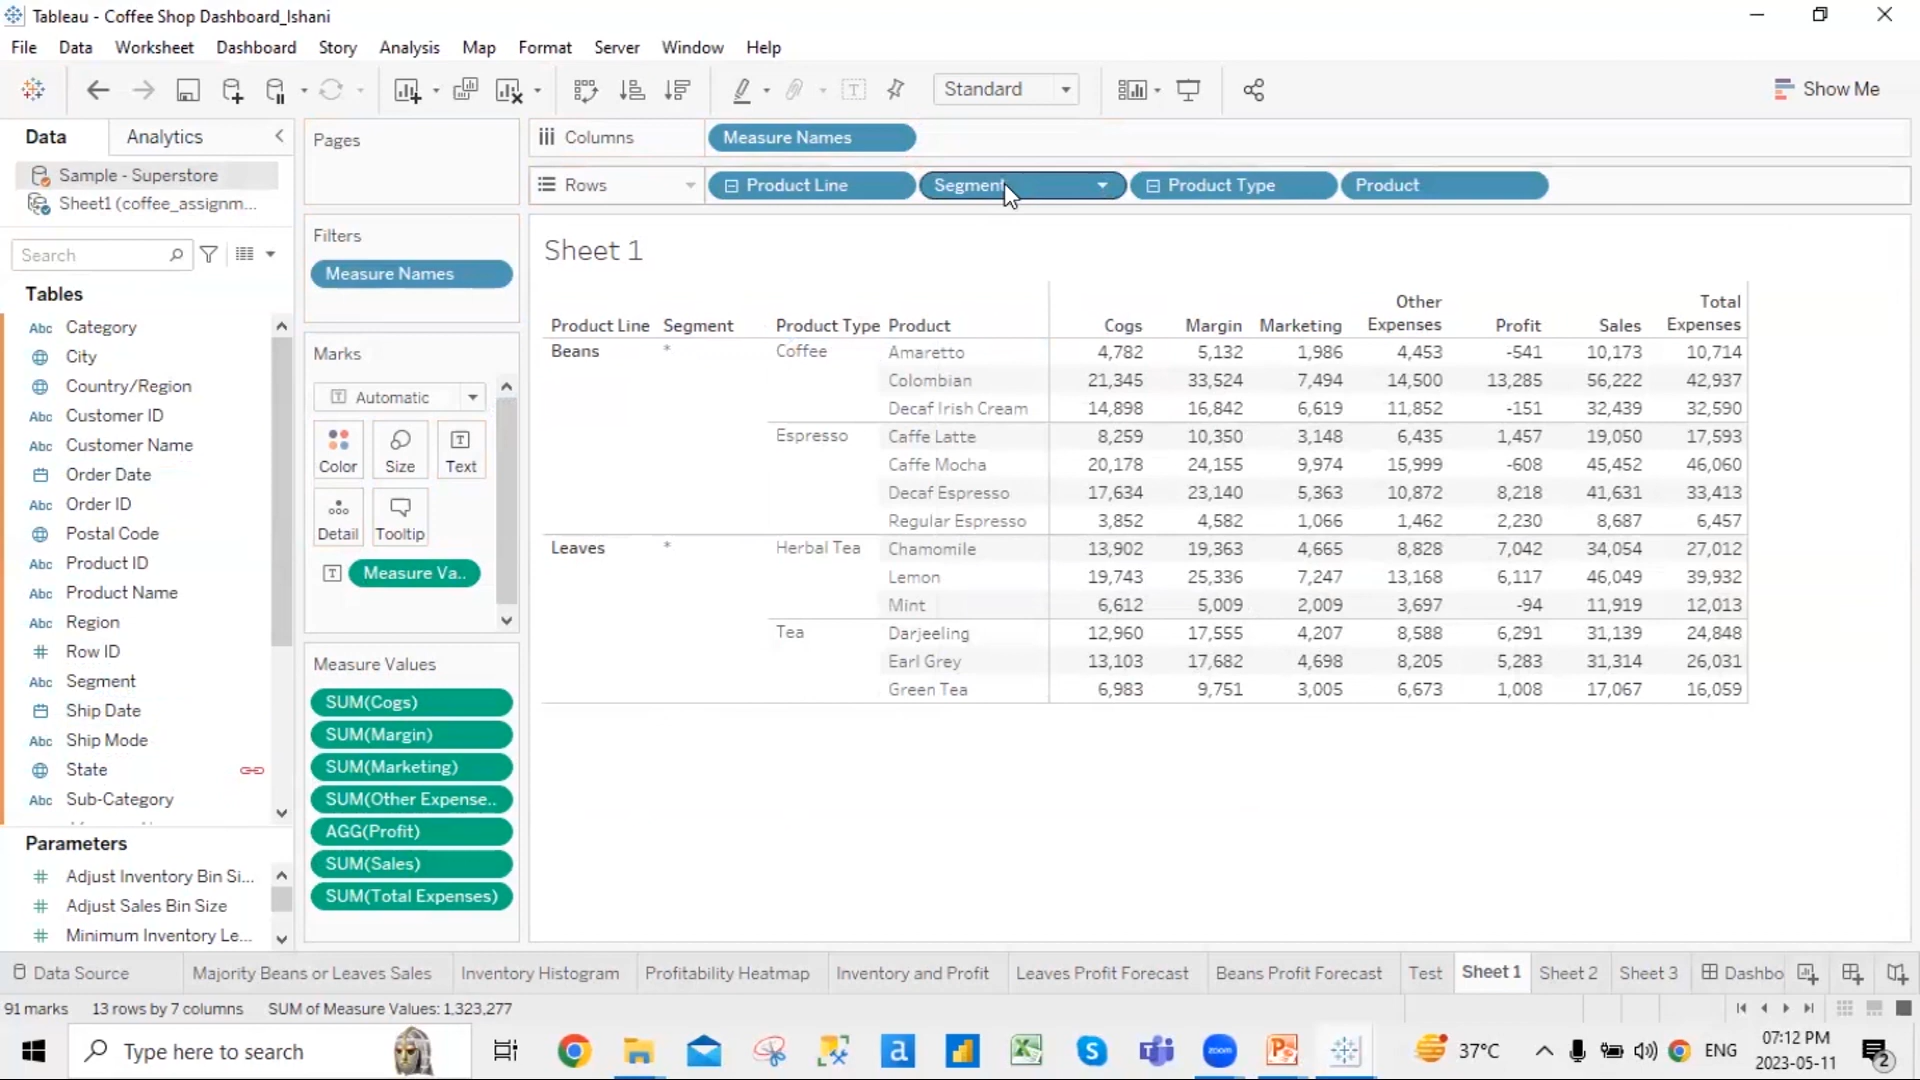 Tableau - Coffee Shop Dashboard_Ishani
File Data Worksheet Dashboard Story Analysis Map Format Server Window Help
Standard
Show Me
Data Analytics
Sample - Superstore
Sheet1 (coffee_assignm...
Search
Tables
Abc Category
City
Country/Region
Abc Customer ID
Abc Customer Name
Order Date
Abc Order ID
Postal Code
Abc Product ID
Abc Product Name
Abc Region
# Row ID
Abc Segment
Ship Date
Abc Ship Mode
State
Abc Sub-Category
Parameters
# Adjust Inventory Bin Si...
# Adjust Sales Bin Size
# Minimum Inventory Le...
Pages
Filters
Measure Names
Marks
Automatic
Color Size Text
Detail Tooltip
Measure Va..
Measure Values
SUM(Cogs)
SUM(Margin)
SUM(Marketing)
SUM(Other Expense..
AGG(Profit)
SUM(Sales)
SUM(Total Expenses)
Columns Measure Names
Rows Product Line Segment Product Type Product
Sheet 1
Product Line Segment Product Type Product Cogs Margin Marketing Other Expenses Profit Sales Total Expenses
Beans * Coffee Amaretto 4,782 5,132 1,986 4,453 -541 10,173 10,714
Colombian 21,345 33,524 7,494 14,500 13,285 56,222 42,937
Decaf Irish Cream 14,898 16,842 6,619 11,852 -151 32,439 32,590
Espresso Caffe Latte 8,259 10,350 3,148 6,435 1,457 19,050 17,593
Caffe Mocha 20,178 24,155 9,974 15,999 -608 45,452 46,060
Decaf Espresso 17,634 23,140 5,363 10,872 8,218 41,631 33,413
Regular Espresso 3,852 4,582 1,066 1,462 2,230 8,687 6,457
Leaves * Herbal Tea Chamomile 13,902 19,363 4,665 8,828 7,042 34,054 27,012
Lemon 19,743 25,336 7,247 13,168 6,117 46,049 39,932
Mint 6,612 5,009 2,009 3,697 -94 11,919 12,013
Tea Darjeeling 12,960 17,555 4,207 8,588 6,291 31,139 24,848
Earl Grey 13,103 17,682 4,698 8,205 5,283 31,314 26,031
Green Tea 6,983 9,751 3,005 6,673 1,008 17,067 16,059
Data Source Majority Beans or Leaves Sales Inventory Histogram Profitability Heatmap Inventory and Profit Leaves Profit Forecast Beans Profit Forecast Test Sheet 1 Sheet 2 Sheet 3 Dashbo
91 marks 13 rows by 7 columns SUM of Measure Values: 1,323,277
Type here to search
zoom
37°C
ENG
07:12 PM
2023-05-11
2